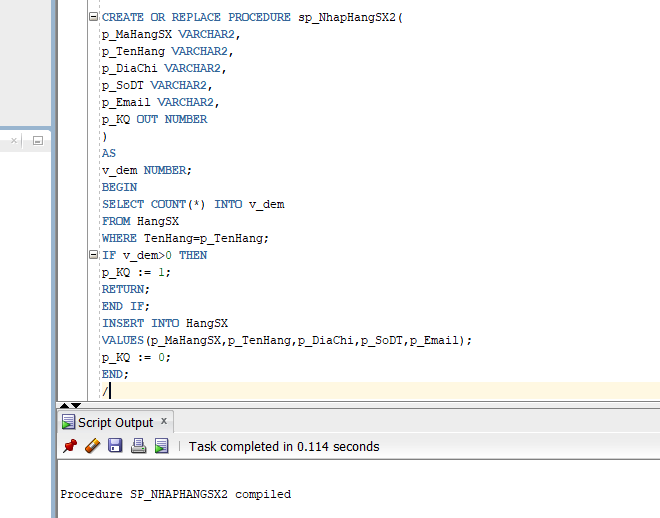 CREATE OR REPLACE PROCEDURE sp_NhapHangSX2(
p_MaHangSX VARCHAR2,
p_TenHang VARCHAR2,
p_DiaChi VARCHAR2,
p_SoDT VARCHAR2,
p_Email VARCHAR2,
p_KQ OUT NUMBER
)
AS
v_dem NUMBER;
BEGIN
SELECT COUNT(*) INTO v_dem
FROM HangSX
WHERE TenHang=p_TenHang;
IF v_dem>0 THEN
p_KQ := 1;
RETURN;
END IF;
INSERT INTO HangSX
VALUES(p_MaHangSX,p_TenHang,p_DiaChi,p_SoDT,p_Email);
p_KQ := 0;
END;
/
Script Output x
Task completed in 0.114 seconds
Procedure SP_NHAPHANGSX2 compiled